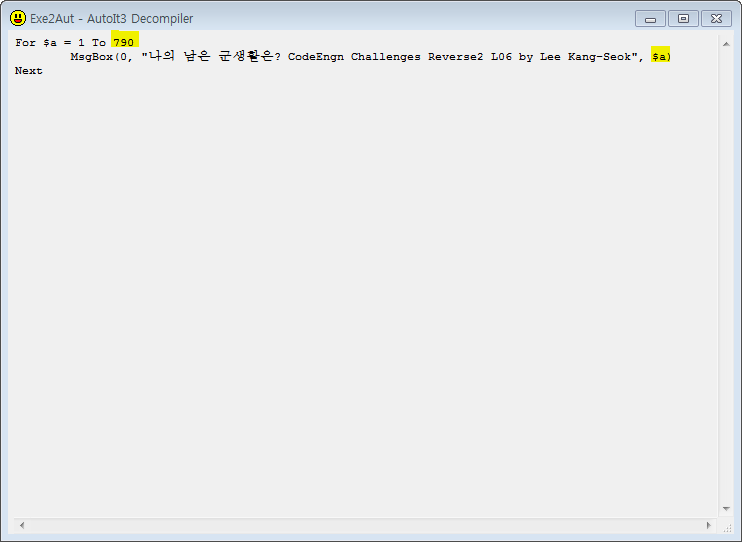 Exe2Aut - AutoIt3 Decompiler
For $a = 1 To 790
MsgBox(0, "나의 남은 군생활은? CodeEngn Challenges Reverse2 L06 by Lee Kang-Seok", $a)
Next